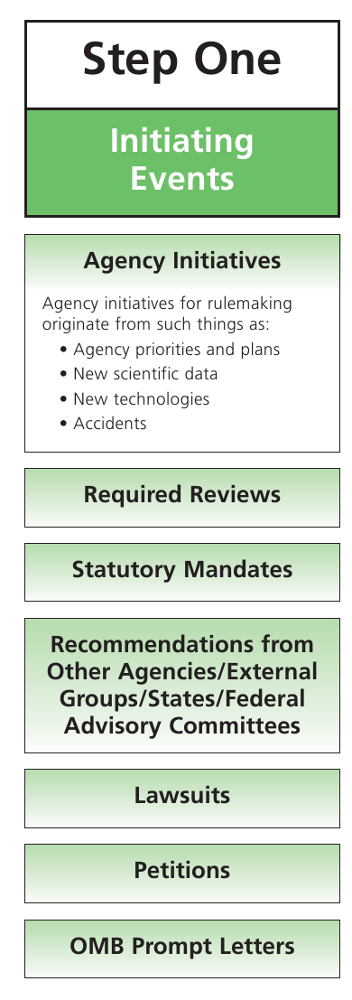 Step One
Initiating
Events
Agency Initiatives
Agency initiatives for rulemaking
originate from such things as:
• Agency priorities and plans
• New scientific data
• New technologies
• Accidents
Required Reviews
Statutory Mandates
Recommendations from
Other Agencies/External
Groups/States/Federal
Advisory Committees
Lawsuits
Petitions
OMB Prompt Letters